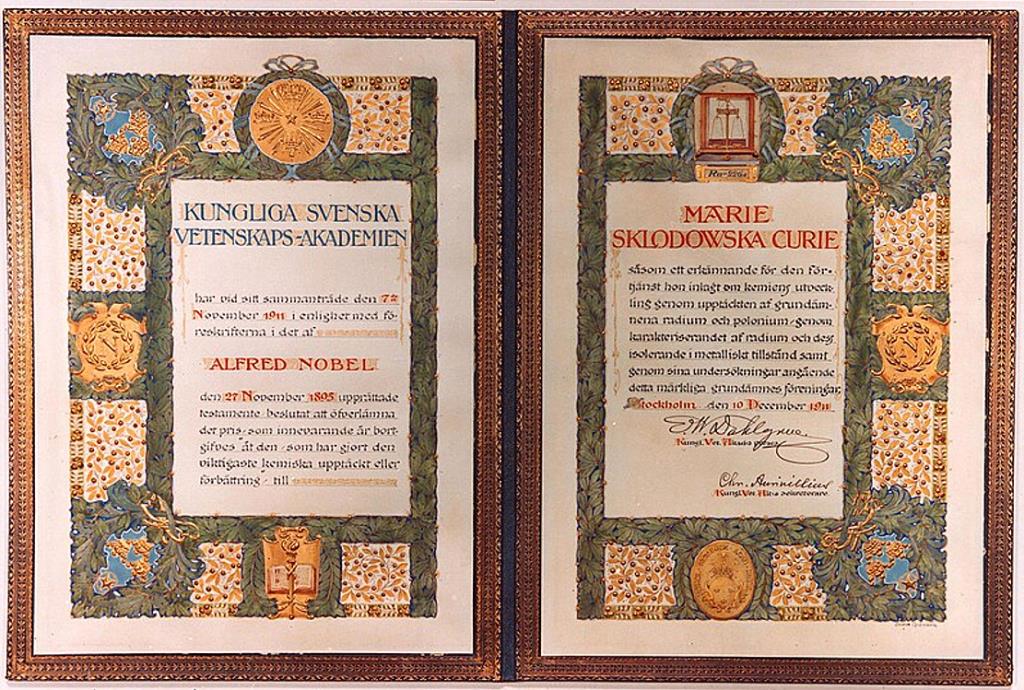 KUNGLIGA SVENSKA
VETENSKAPS-AKADEMIEN
har vid sitt sammanträde den 7de
November 1911 i enlighet med fö-
reskrifterna i det af
ALFRED NOBEL
den 27 November 1895 upprättade
testamente beslutat att öfverlämna
det pris som innevarande år bort-
gifves åt den som har gjort den
viktigaste kemiska upptäckt eller
förbättring till
MARIE
SKLODOWSKA CURIE
såsom ett erkännande för den för-
tjänst hon inlagt om kemiens utveck-
ling genom upptäckten af grundäm-
nena radium och polonium genom
karakteriserandet af radium och dess
isolerande i metalliskt tillstånd samt
genom sina undersökningar angående
detta märkliga grundämnes föreningar
Stockholm den 10 December 1911
Kungl. Vet. Akads
Chr. Aurivillius
Kungl. Vet. Akads sekreterare
N
N